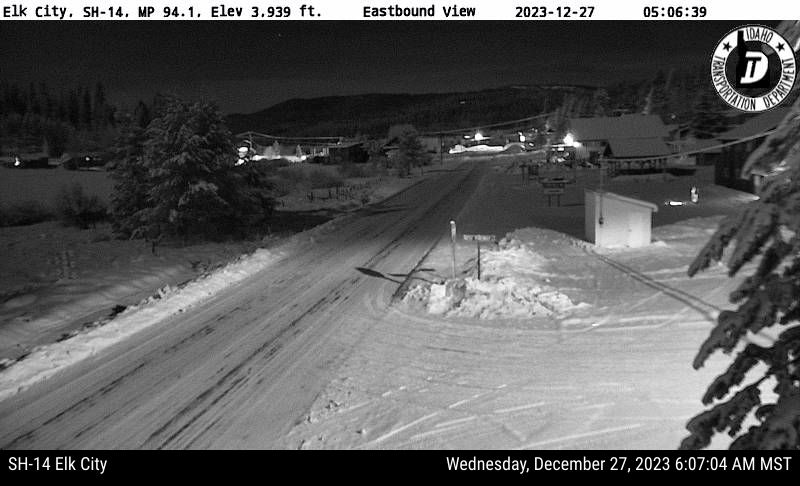 Elk City, SH-14, MP 94.1, Elev 3,939 ft. Eastbound View 2023-12-27 05:06:39
IDAHO
TRANSPORTATION DEPARTMENT
SH-14 Elk City Wednesday, December 27, 2023 6:07:04 AM MST